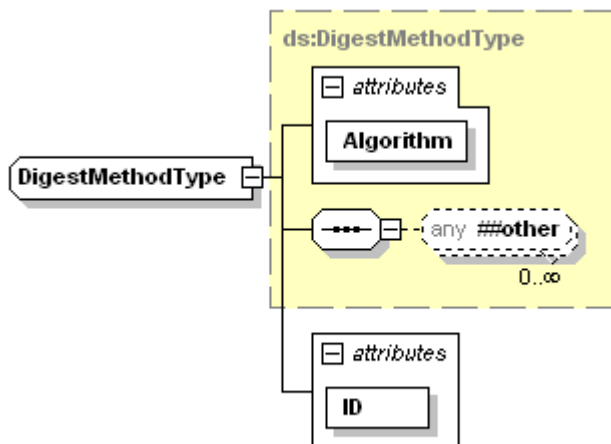 ds:DigestMethodType
attributes
Algorithm
DigestMethodType
any ##other
0..∞
attributes
ID